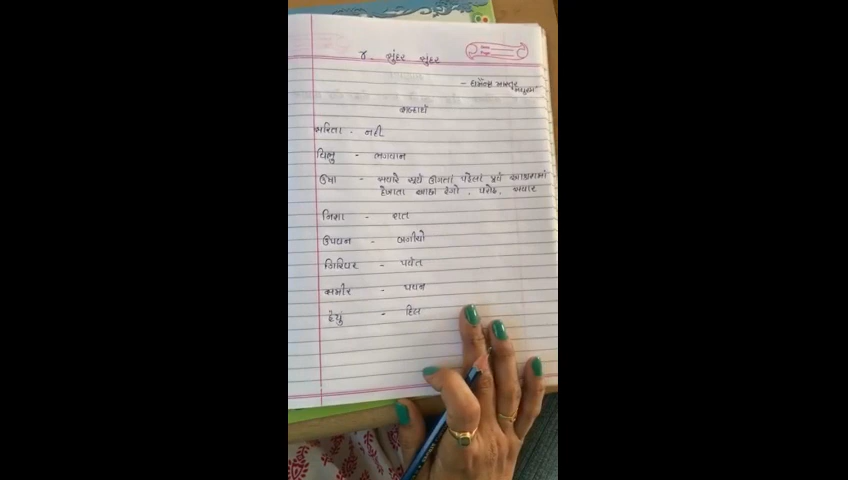 ૪. સુંદર સુંદર
શબ્દાર્થ
સરિતા - નદી
વિભુ - ભગવાન
ઉષા - સવારે સૂર્ય ઊગતાં પહેલાં પૂર્વ આકાશમાં
દેખાતા આછા રંગો, પરોઢ, સવાર
નિશા - રાત
ઉપવન - બગીચો
ગિરિવર - પર્વત
સમીર - પવન
હૈયું - દિલ